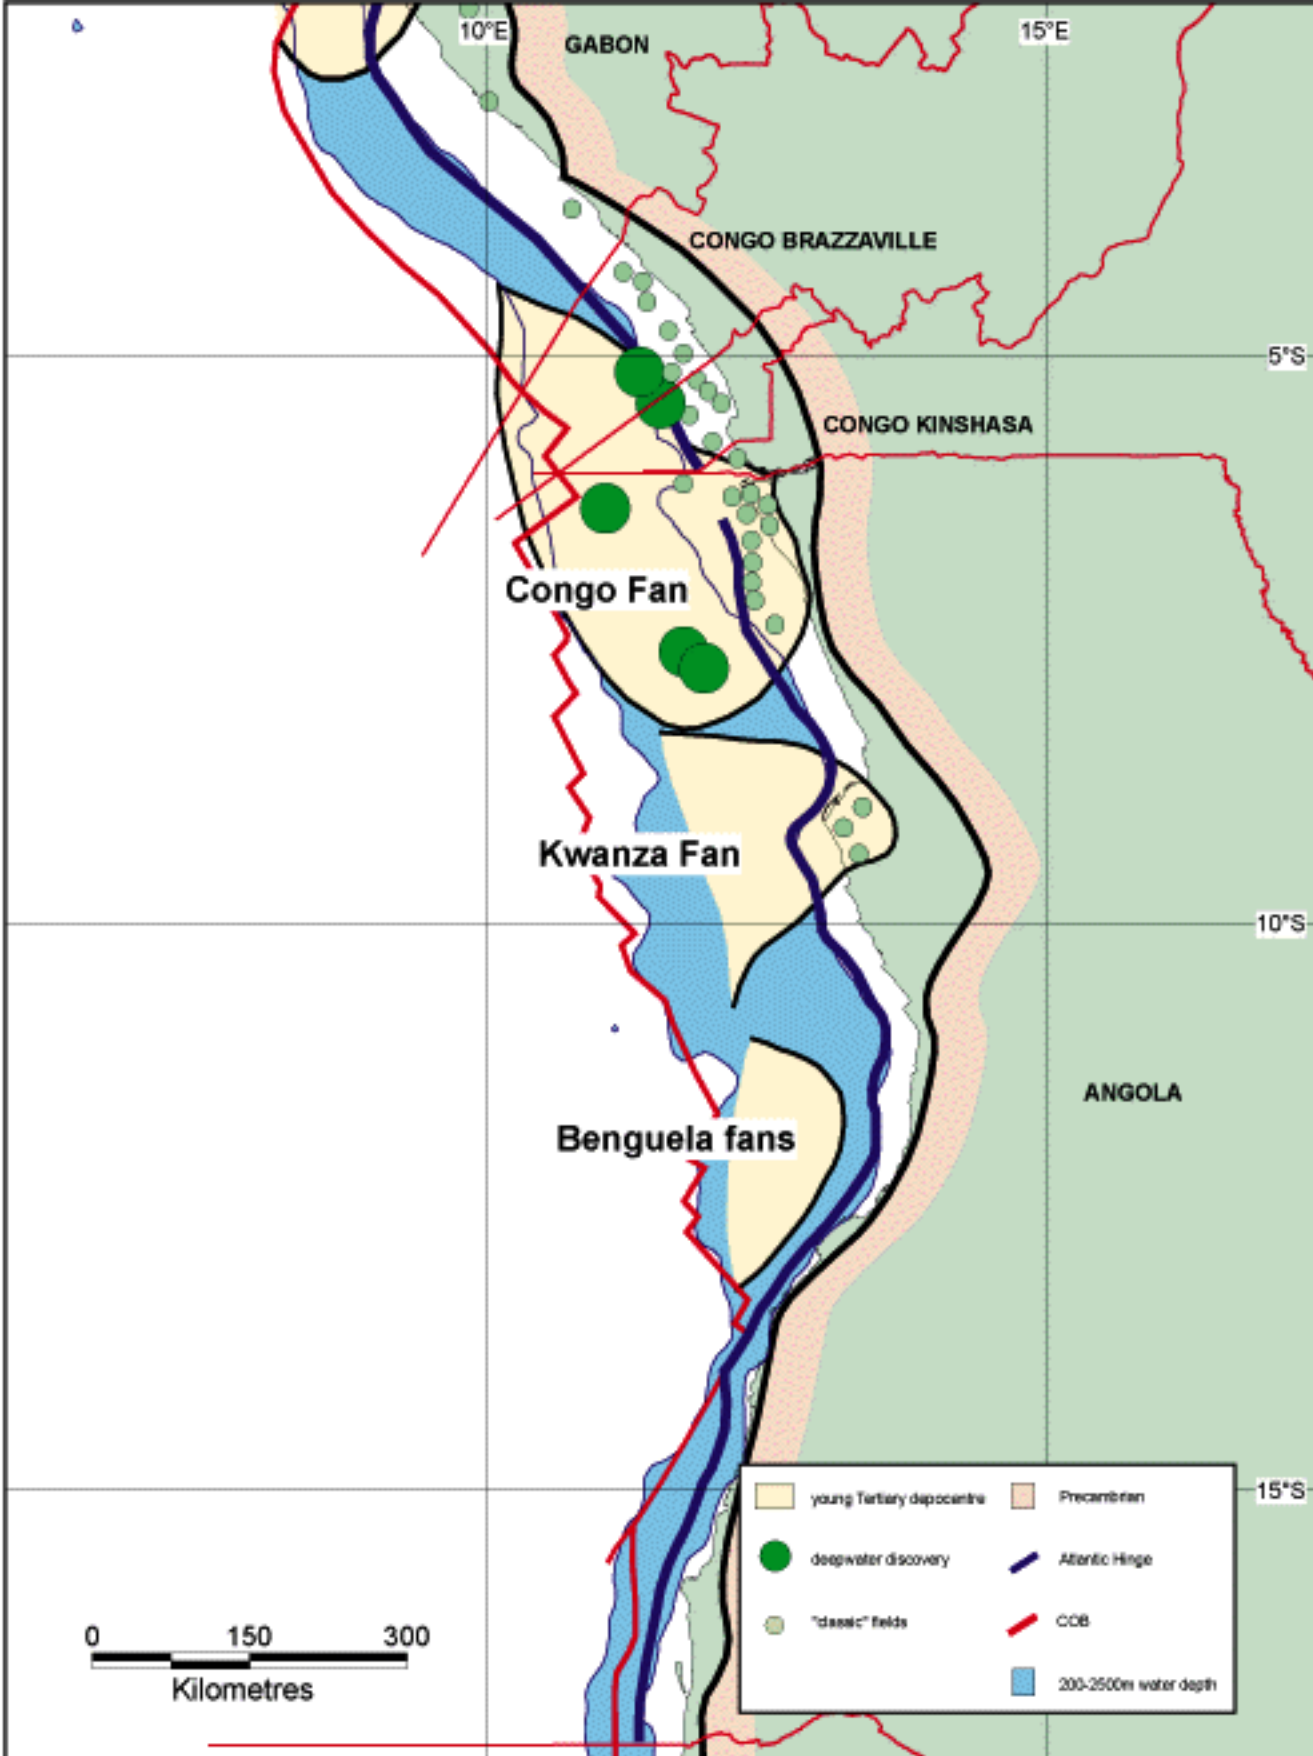 10°E
15°E
GABON
CONGO BRAZZAVILLE
5°S
CONGO KINSHASA
Congo Fan
Kwanza Fan
10°S
ANGOLA
Benguela fans
15°S
young Tertiary depocentre
Precambrian
deepwater discovery
Atlantic Hinge
"classic" fields
COB
200-2500m water depth
0 150 300
Kilometres